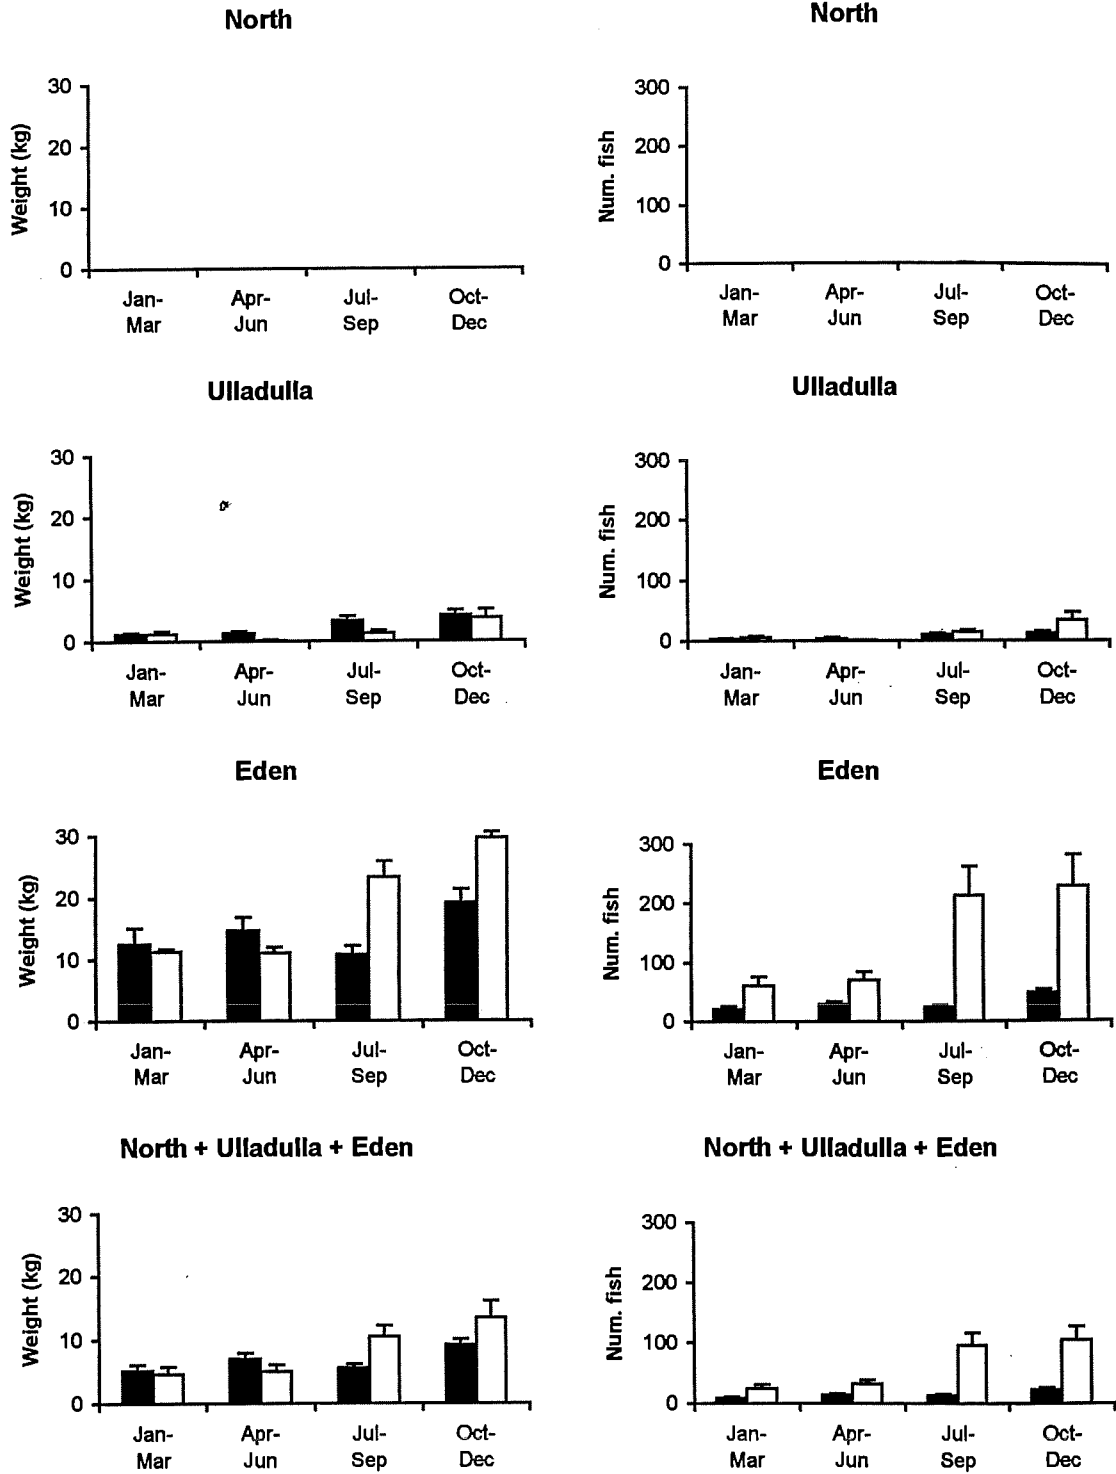 North
30
20
10
0
Weight (kg)
Jan-
Mar
Apr-
Jun
Jul-
Sep
Oct-
Dec
North
300
200
100
0
Num. fish
Jan-
Mar
Apr-
Jun
Jul-
Sep
Oct-
Dec
Ulladulla
30
20
10
0
Weight (kg)
Jan-
Mar
Apr-
Jun
Jul-
Sep
Oct-
Dec
Ulladulla
300
200
100
0
Num. fish
Jan-
Mar
Apr-
Jun
Jul-
Sep
Oct-
Dec
Eden
30
20
10
0
Weight (kg)
Jan-
Mar
Apr-
Jun
Jul-
Sep
Oct-
Dec
Eden
300
200
100
0
Num. fish
Jan-
Mar
Apr-
Jun
Jul-
Sep
Oct-
Dec
North + Ulladulla + Eden
30
20
10
0
Weight (kg)
Jan-
Mar
Apr-
Jun
Jul-
Sep
Oct-
Dec
North + Ulladulla + Eden
300
200
100
0
Num. fish
Jan-
Mar
Apr-
Jun
Jul-
Sep
Oct-
Dec